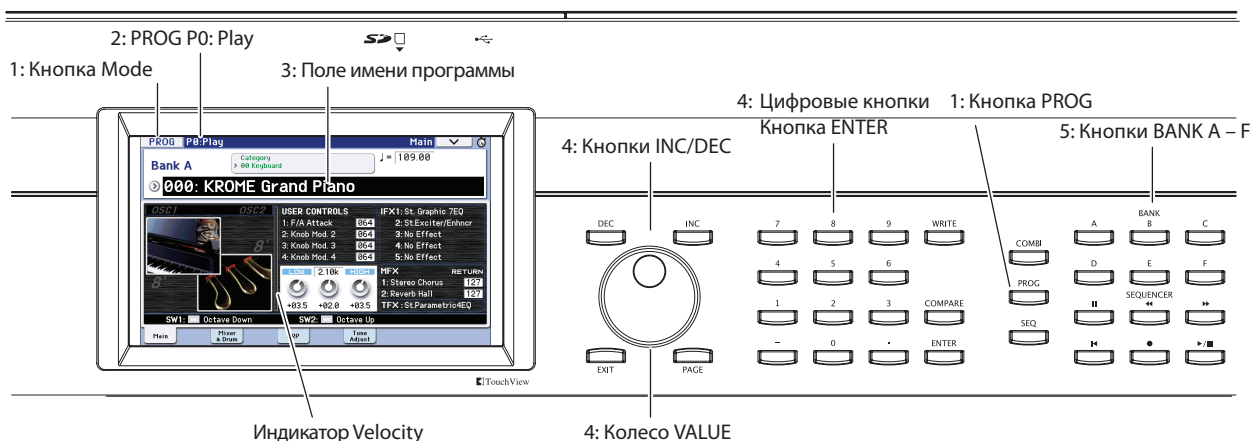 2: PROG P0: Play
1: Кнопка Mode
3: Поле имени программы
4: Цифровые кнопки
Кнопка ENTER
1: Кнопка PROG
4: Кнопки INC/DEC
5: Кнопки BANK A – F
PROG P0:Play Main
Bank A
Category
> 00 Keyboard
♩= 109.00
000: KROME Grand Piano
OSC1 OSC2
8'
8'
USER CONTROLS
1: F/A Attack 064
2: Knob Mod. 2 064
3: Knob Mod. 3 064
4: Knob Mod. 4 064
LOW 2.10k HIGH
+03.5 +02.0 +03.5
IFX1: St. Graphic 7EQ
2: St.Exciter/Enhncr
3: No Effect
4: No Effect
5: No Effect
MFX RETURN
1: Stereo Chorus 127
2: Reverb Hall 127
TFX :St.Parametric4EQ
SW1: Octave Down SW2: Octave Up
Main
Mixer
& Drum
Tone
Adjust
TouchView
DEC INC
EXIT PAGE
7 8 9 WRITE
4 5 6
1 2 3 COMPARE
– 0 • ENTER
COMBI
PROG
SEQ
BANK
A B C
D E F
SEQUENCER
Индикатор Velocity
4: Колесо VALUE